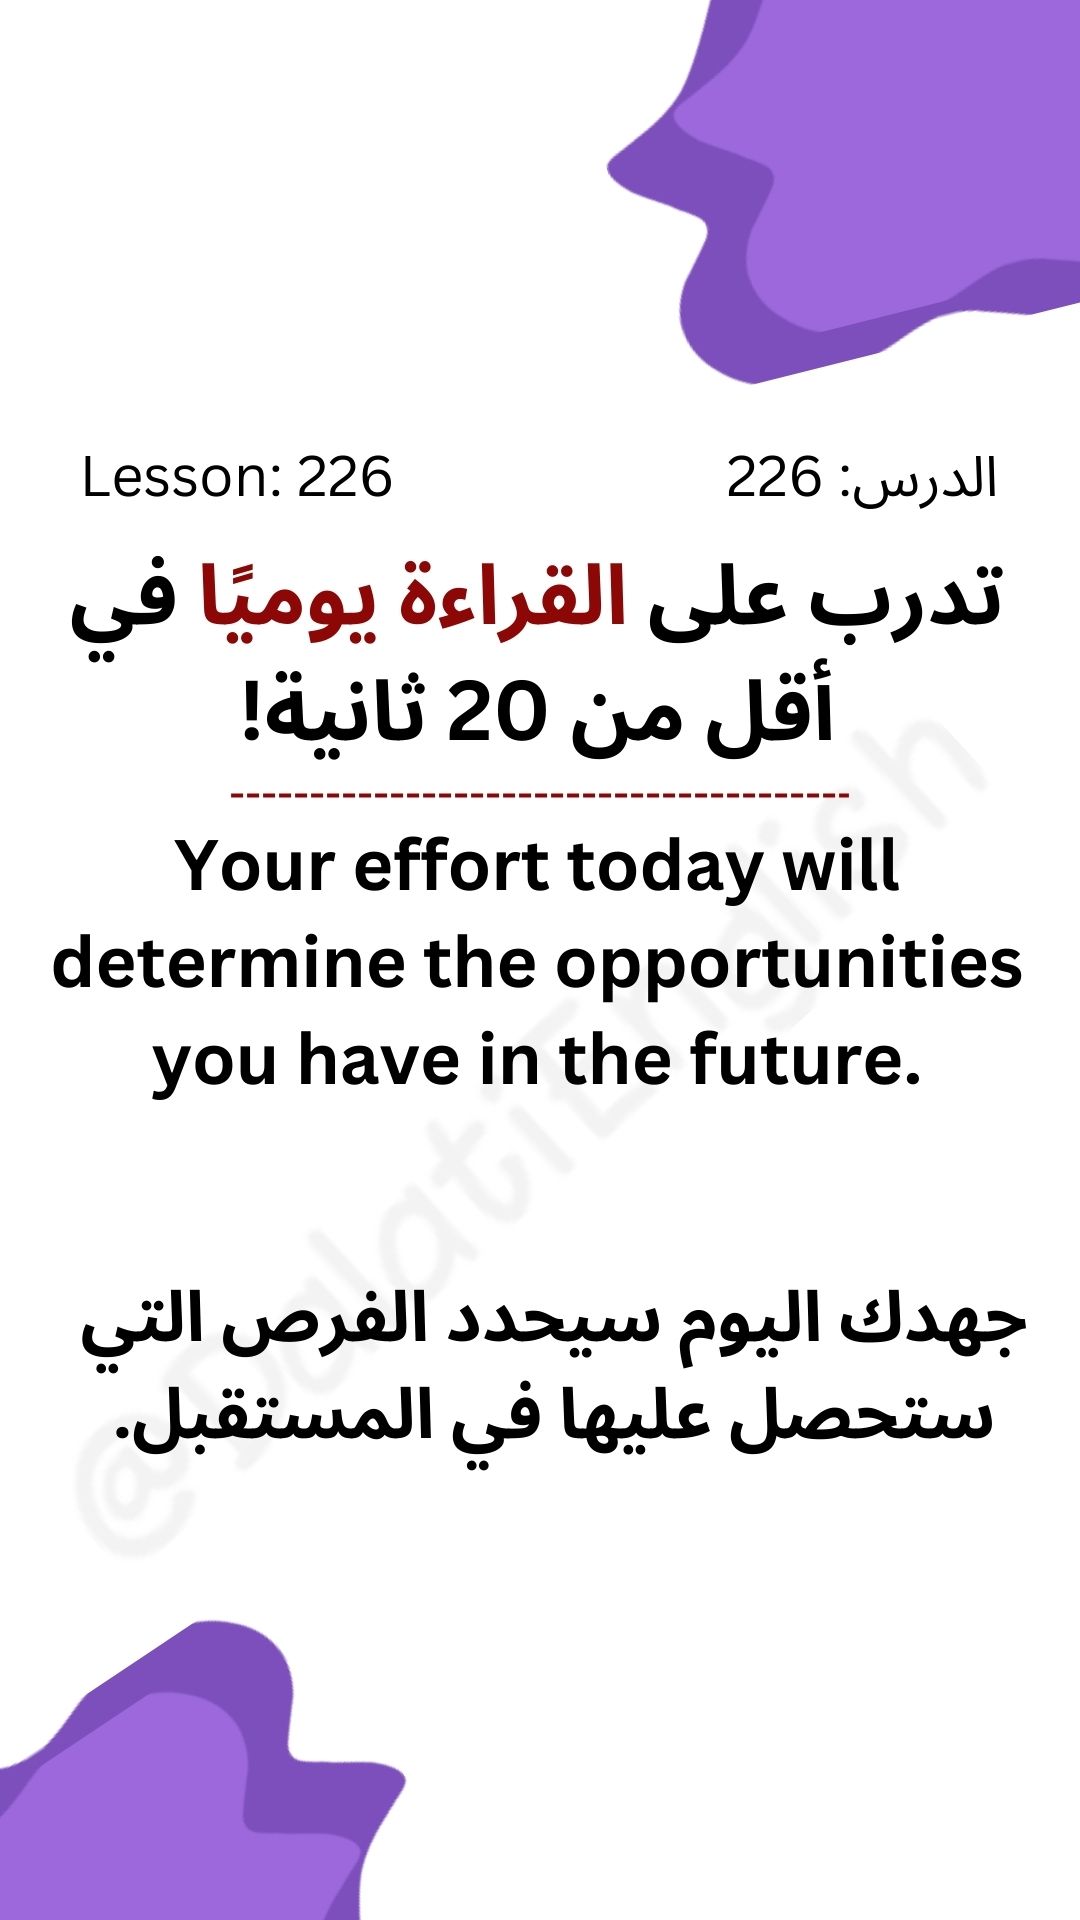 Lesson: 226
الدرس: 226
تدرب على القراءة يوميًا في
أقل من 20 ثانية!
--------------------------------------
Your effort today will
determine the opportunities
you have in the future.
جهدك اليوم سيحدد الفرص التي
ستحصل عليها في المستقبل.
@DalatiEnglish